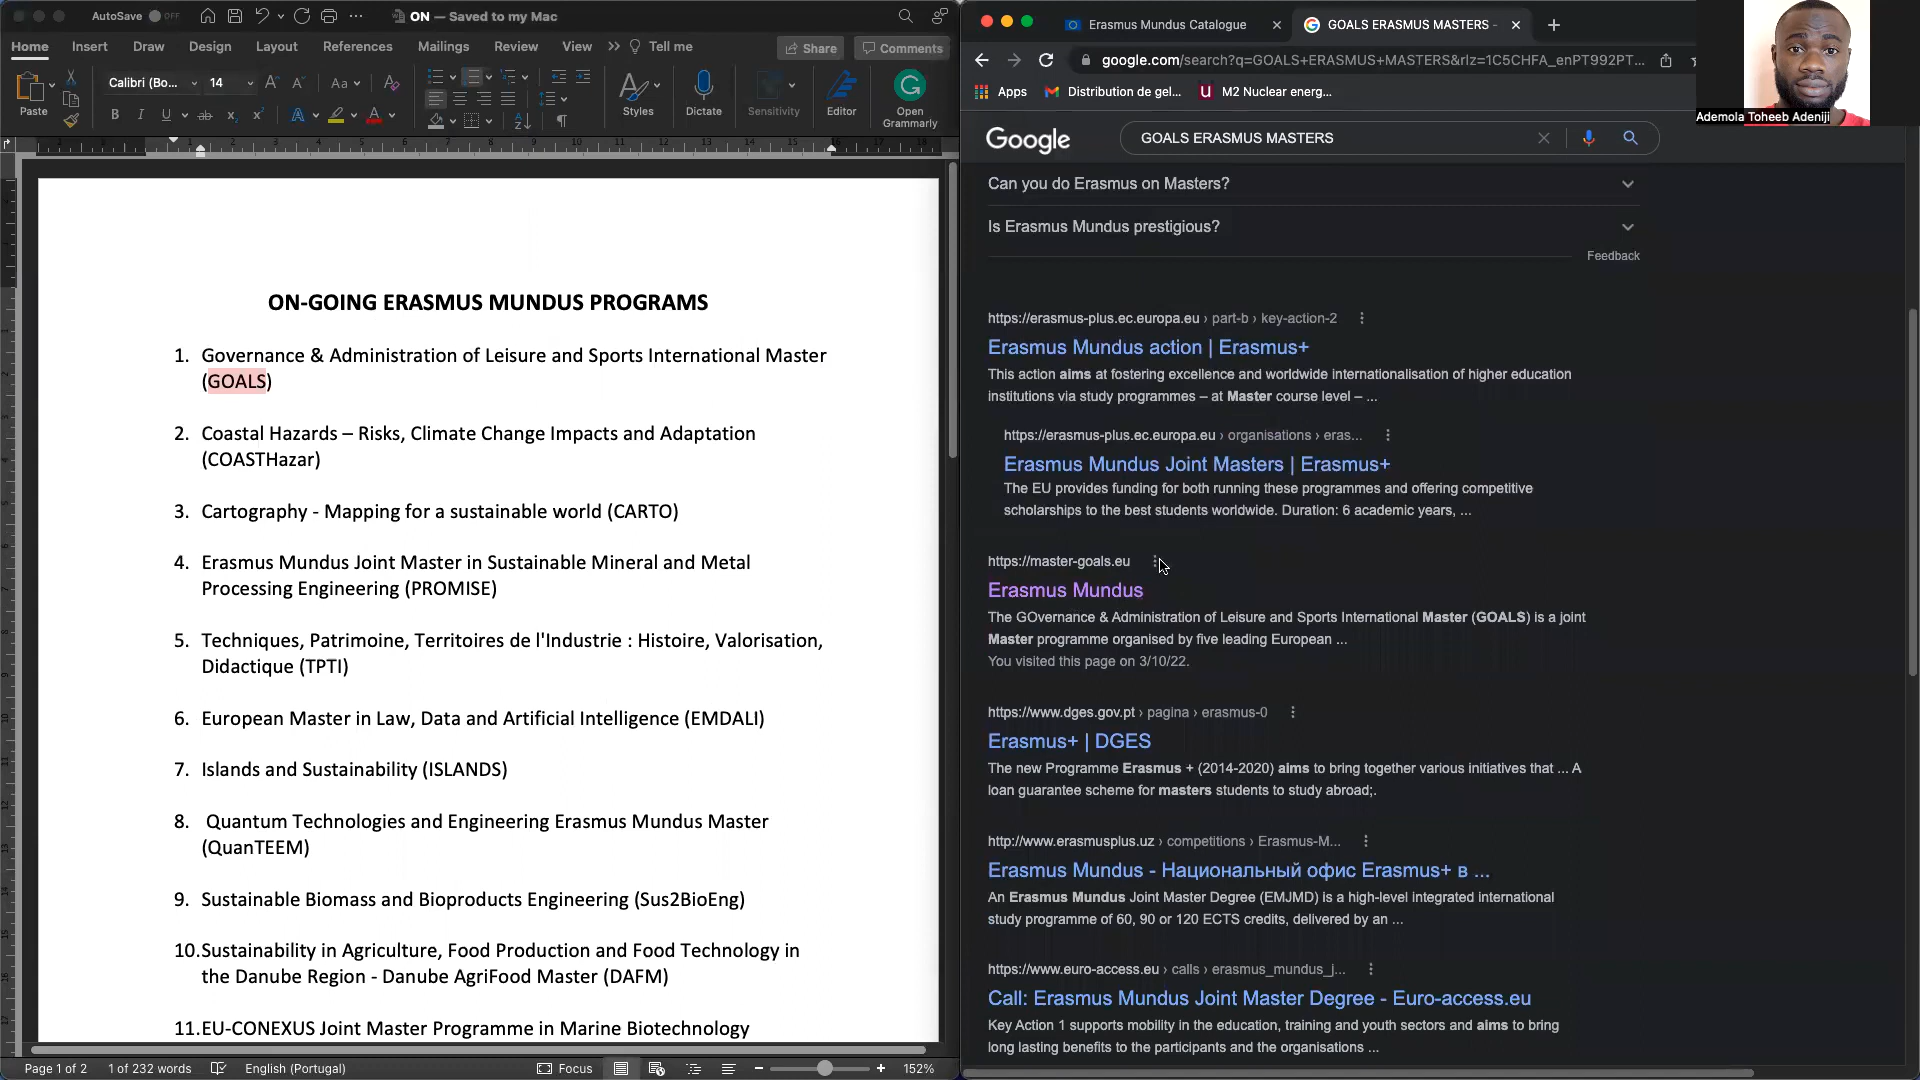 AutoSave OFF
ON — Saved to my Mac
Home Insert Draw Design Layout References Mailings Review View Tell me Share Comments
Paste
Calibri (Bo... 14
Styles Dictate Sensitivity Editor Open Grammarly
ON-GOING ERASMUS MUNDUS PROGRAMS
1. Governance & Administration of Leisure and Sports International Master
(GOALS)
2. Coastal Hazards – Risks, Climate Change Impacts and Adaptation
(COASTHazar)
3. Cartography - Mapping for a sustainable world (CARTO)
4. Erasmus Mundus Joint Master in Sustainable Mineral and Metal
Processing Engineering (PROMISE)
5. Techniques, Patrimoine, Territoires de l'Industrie : Histoire, Valorisation,
Didactique (TPTI)
6. European Master in Law, Data and Artificial Intelligence (EMDALI)
7. Islands and Sustainability (ISLANDS)
8. Quantum Technologies and Engineering Erasmus Mundus Master
(QuanTEEM)
9. Sustainable Biomass and Bioproducts Engineering (Sus2BioEng)
10.Sustainability in Agriculture, Food Production and Food Technology in
the Danube Region - Danube AgriFood Master (DAFM)
11.EU-CONEXUS Joint Master Programme in Marine Biotechnology
Page 1 of 2 1 of 232 words English (Portugal) Focus 152%
Erasmus Mundus Catalogue GOALS ERASMUS MASTERS -
google.com/search?q=GOALS+ERASMUS+MASTERS&rlz=1C5CHFA_enPT992PT...
Apps Distribution de gel... M2 Nuclear energ...
Ademola Toheeb Adeniji
Google GOALS ERASMUS MASTERS
Can you do Erasmus on Masters?
Is Erasmus Mundus prestigious?
Feedback
https://erasmus-plus.ec.europa.eu › part-b › key-action-2
Erasmus Mundus action | Erasmus+
This action aims at fostering excellence and worldwide internationalisation of higher education
institutions via study programmes – at Master course level – ...
https://erasmus-plus.ec.europa.eu › organisations › eras...
Erasmus Mundus Joint Masters | Erasmus+
The EU provides funding for both running these programmes and offering competitive
scholarships to the best students worldwide. Duration: 6 academic years, ...
https://master-goals.eu
Erasmus Mundus
The GOvernance & Administration of Leisure and Sports International Master (GOALS) is a joint
Master programme organised by five leading European ...
You visited this page on 3/10/22.
https://www.dges.gov.pt › pagina › erasmus-0
Erasmus+ | DGES
The new Programme Erasmus + (2014-2020) aims to bring together various initiatives that ... A
loan guarantee scheme for masters students to study abroad;.
http://www.erasmusplus.uz › competitions › Erasmus-M...
Erasmus Mundus - Национальный офис Erasmus+ в ...
An Erasmus Mundus Joint Master Degree (EMJMD) is a high-level integrated international
study programme of 60, 90 or 120 ECTS credits, delivered by an ...
https://www.euro-access.eu › calls › erasmus_mundus_j...
Call: Erasmus Mundus Joint Master Degree - Euro-access.eu
Key Action 1 supports mobility in the education, training and youth sectors and aims to bring
long lasting benefits to the participants and the organisations ...